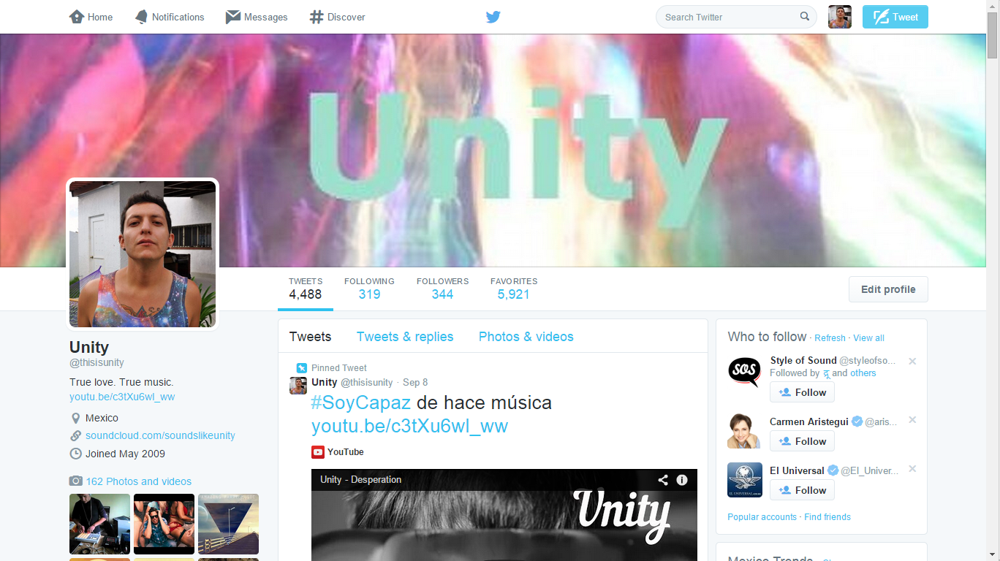 Home Notifications Messages # Discover Search Twitter Tweet
Unity
TWEETS FOLLOWING FOLLOWERS FAVORITES
4,488 319 344 5,921
Edit profile
Unity
@thisisunity
True love. True music.
youtu.be/c3tXu6wl_ww
Mexico
soundcloud.com/soundslikeunity
Joined May 2009
162 Photos and videos
Tweets Tweets & replies Photos & videos
Pinned Tweet
Unity @thisisunity · Sep 8
#SoyCapaz de hace música
youtu.be/c3tXu6wl_ww
YouTube
Unity - Desperation
Unity
Who to follow · Refresh · View all
SOS
Style of Sound @styleofso...
Followed by दू and others
Follow
Carmen Aristegui @aris...
Follow
El Universal @El_Univer...
Follow
Popular accounts · Find friends
Mexico Trends